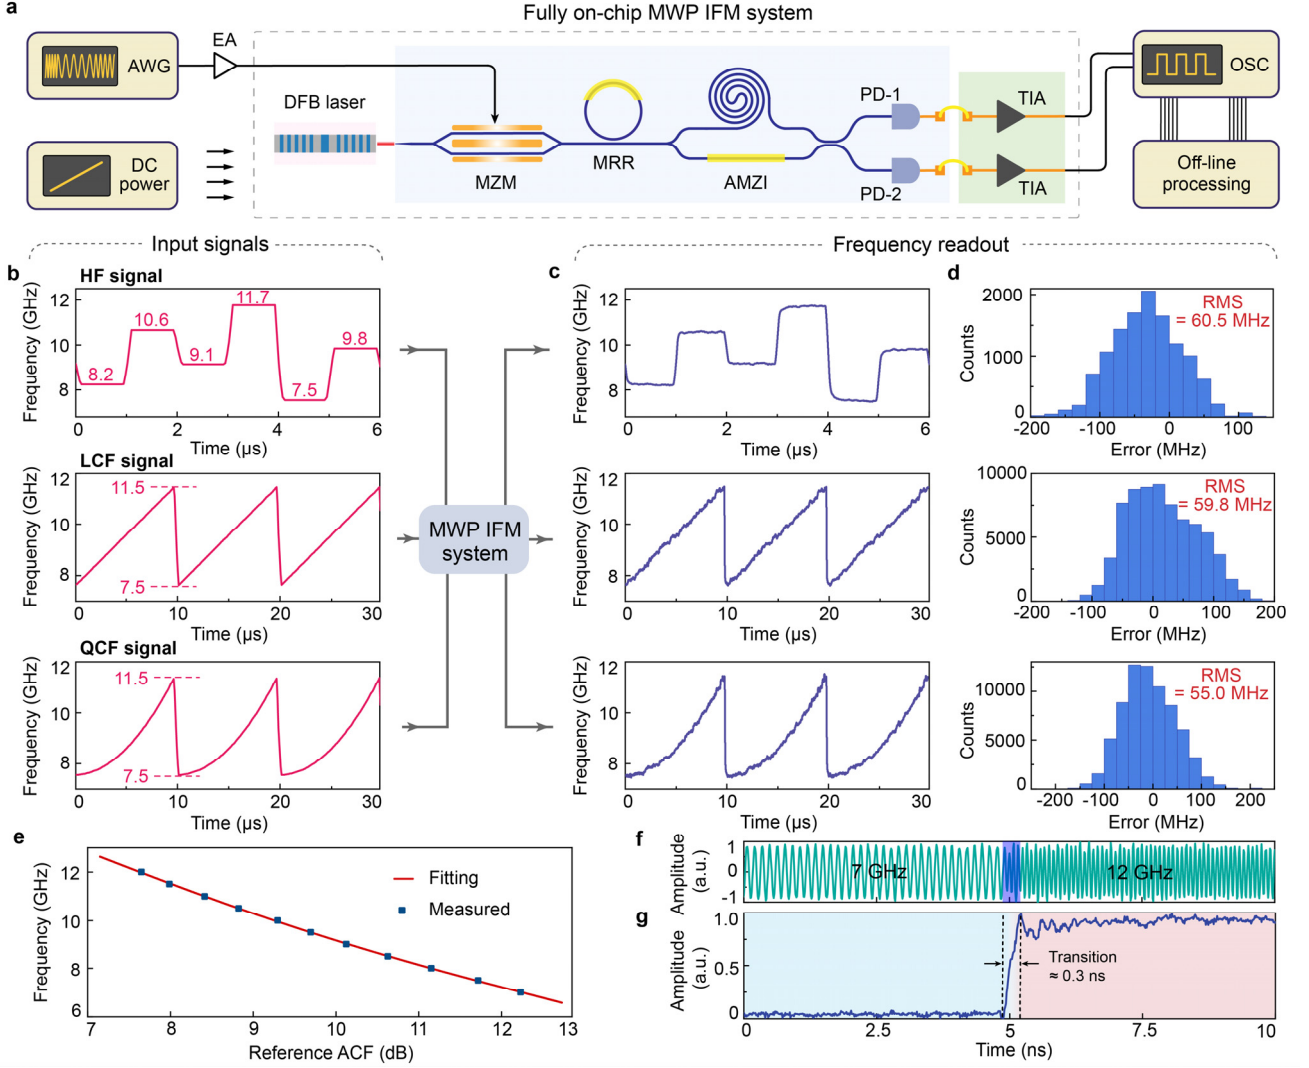 a
Fully on-chip MWP IFM system
AWG
EA
DFB laser
MZM
MRR
AMZI
PD-1
PD-2
TIA
TIA
OSC
DC
power
Off-line
processing
Input signals
Frequency readout
b
HF signal
Frequency (GHz)
12
10
8
8.2
10.6
9.1
11.7
7.5
9.8
0
2
4
6
Time (µs)
LCF signal
Frequency (GHz)
12
10
8
11.5
7.5
0
10
20
30
Time (µs)
QCF signal
Frequency (GHz)
12
10
8
11.5
7.5
0
10
20
30
Time (µs)
MWP IFM
system
c
Frequency (GHz)
12
10
8
0
2
4
6
Time (µs)
Frequency (GHz)
12
10
8
0
10
20
30
Time (µs)
Frequency (GHz)
12
10
8
0
10
20
30
Time (µs)
d
Counts
2000
1000
0
RMS
= 60.5 MHz
-200
-100
0
100
Error (MHz)
Counts
10000
5000
0
RMS
= 59.8 MHz
-200
-100
0
100
200
Error (MHz)
Counts
10000
5000
0
RMS
= 55.0 MHz
-200
-100
0
100
200
Error (MHz)
e
Frequency (GHz)
12
10
8
6
Fitting
Measured
7
8
9
10
11
12
13
Reference ACF (dB)
f
Amplitude
(a.u.)
1
0
-1
7 GHz
12 GHz
g
Amplitude
(a.u.)
1.0
0.5
0
Transition
≈ 0.3 ns
0
2.5
5
7.5
10
Time (ns)